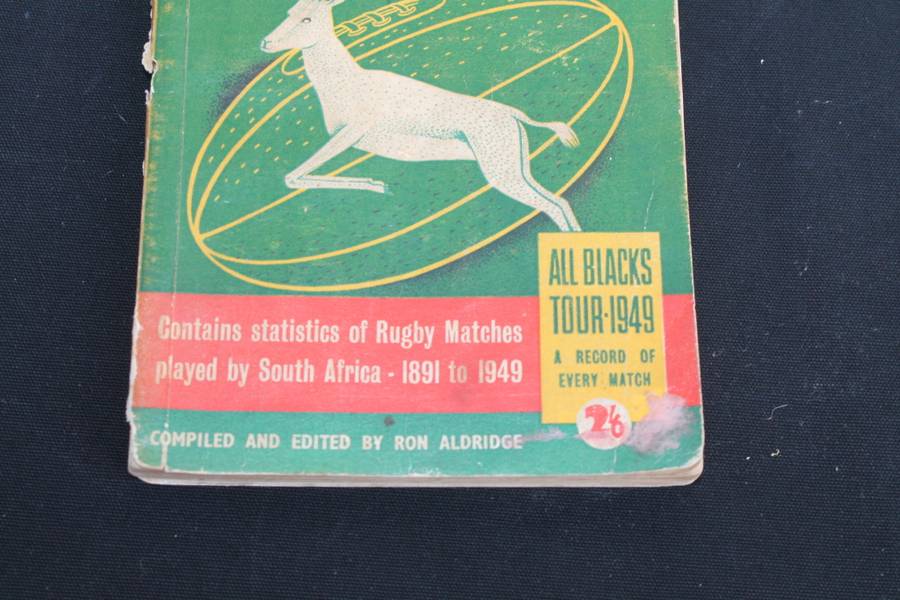 Contains statistics of Rugby Matches
played by South Africa - 1891 to 1949
COMPILED AND EDITED BY RON ALDRIDGE
ALL BLACKS
TOUR·1949
A RECORD OF
EVERY MATCH
2/6